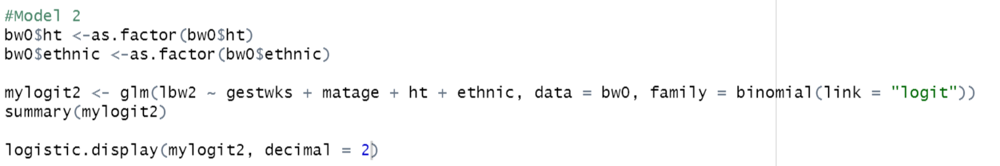 #Model 2
bw0$ht <-as.factor(bw0$ht)
bw0$ethnic <-as.factor(bw0$ethnic)
mylogit2 <- glm(lbw2 ~ gestwks + matage + ht + ethnic, data = bw0, family = binomial(link = "logit"))
summary(mylogit2)
logistic.display(mylogit2, decimal = 2)